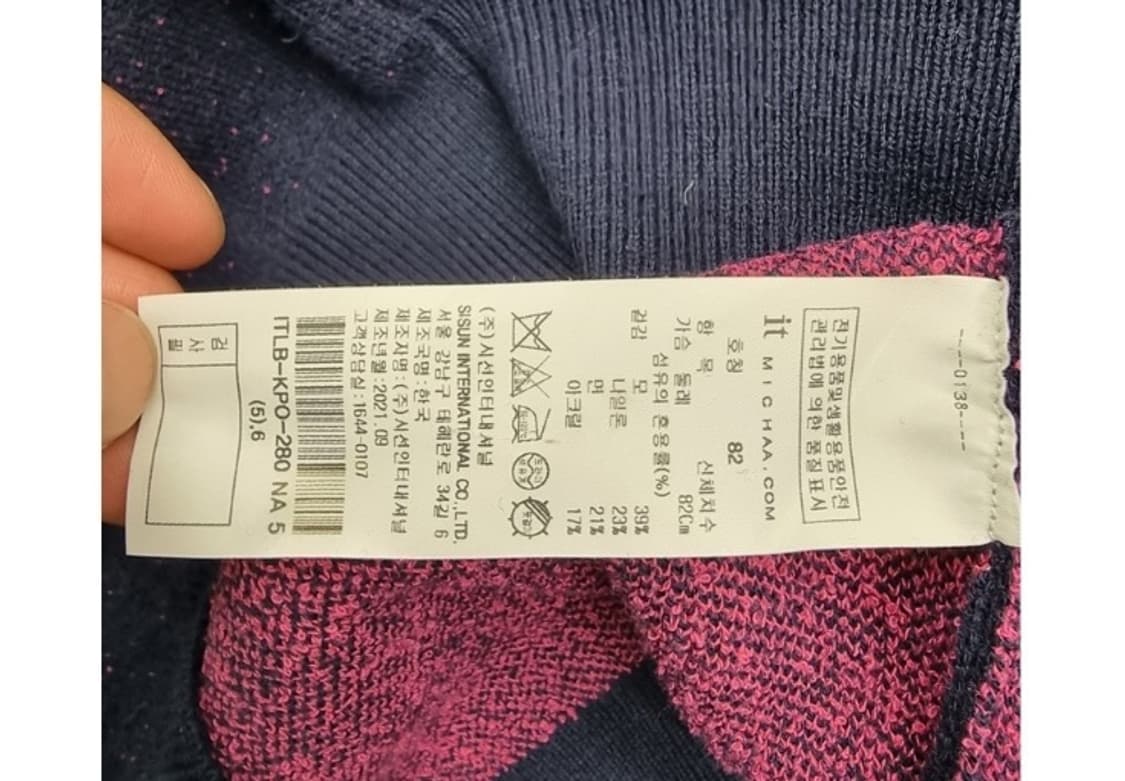 ----0138----
전기용품및생활용품안전
관리법에 의한 품질표시
it MICHAA.COM
호칭 82
항 목 신체치수
가슴 둘레 82Cm
섬유의 혼용률(%)
겉감 모 39%
나일론 23%
면 21%
아크릴 17%
드라이
(주)시선인터내셔널
SISUN INTERNATIONAL CO.,LTD.
서울 강남구 테헤란로 34길 6
제조국명:한국
제조자명:(주)시선인터내셔널
제조년월:2021.09
고객상담실:1644-0107
ITLB-KPO-280 NA 5
(5),6
검
사
필